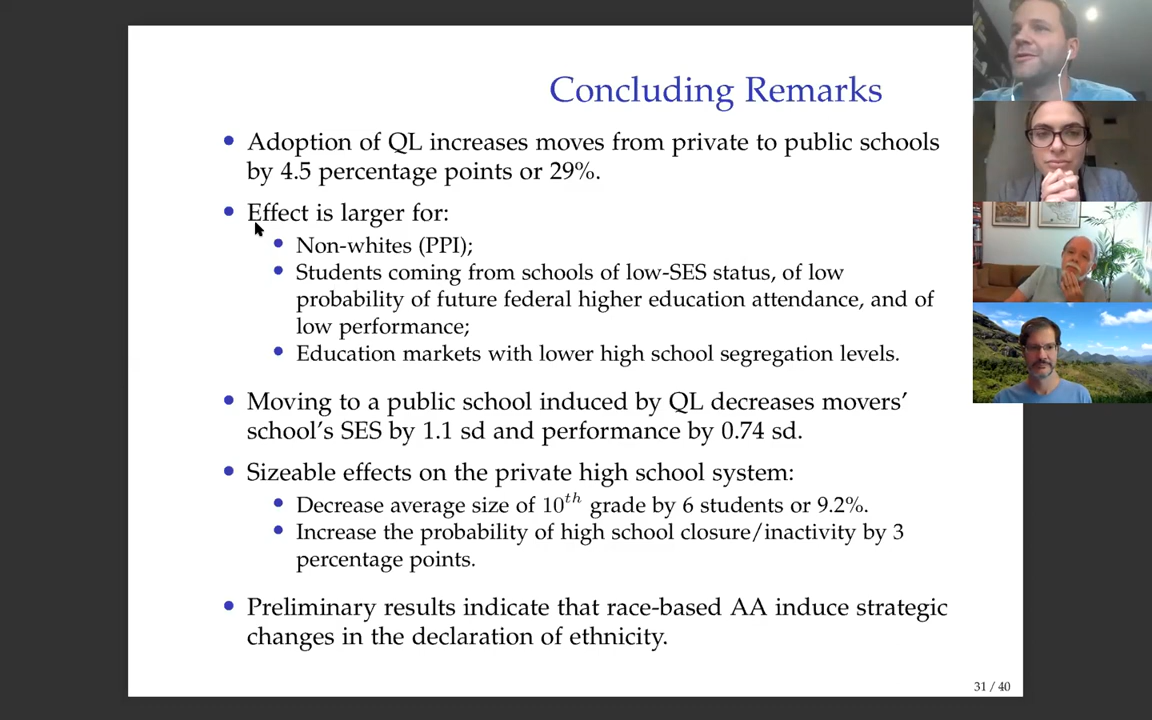 Concluding Remarks
• Adoption of QL increases moves from private to public schools
by 4.5 percentage points or 29%.
• Effect is larger for:
• Non-whites (PPI);
• Students coming from schools of low-SES status, of low
probability of future federal higher education attendance, and of
low performance;
• Education markets with lower high school segregation levels.
• Moving to a public school induced by QL decreases movers'
school's SES by 1.1 sd and performance by 0.74 sd.
• Sizeable effects on the private high school system:
• Decrease average size of 10th grade by 6 students or 9.2%.
• Increase the probability of high school closure/inactivity by 3
percentage points.
• Preliminary results indicate that race-based AA induce strategic
changes in the declaration of ethnicity.
31 / 40